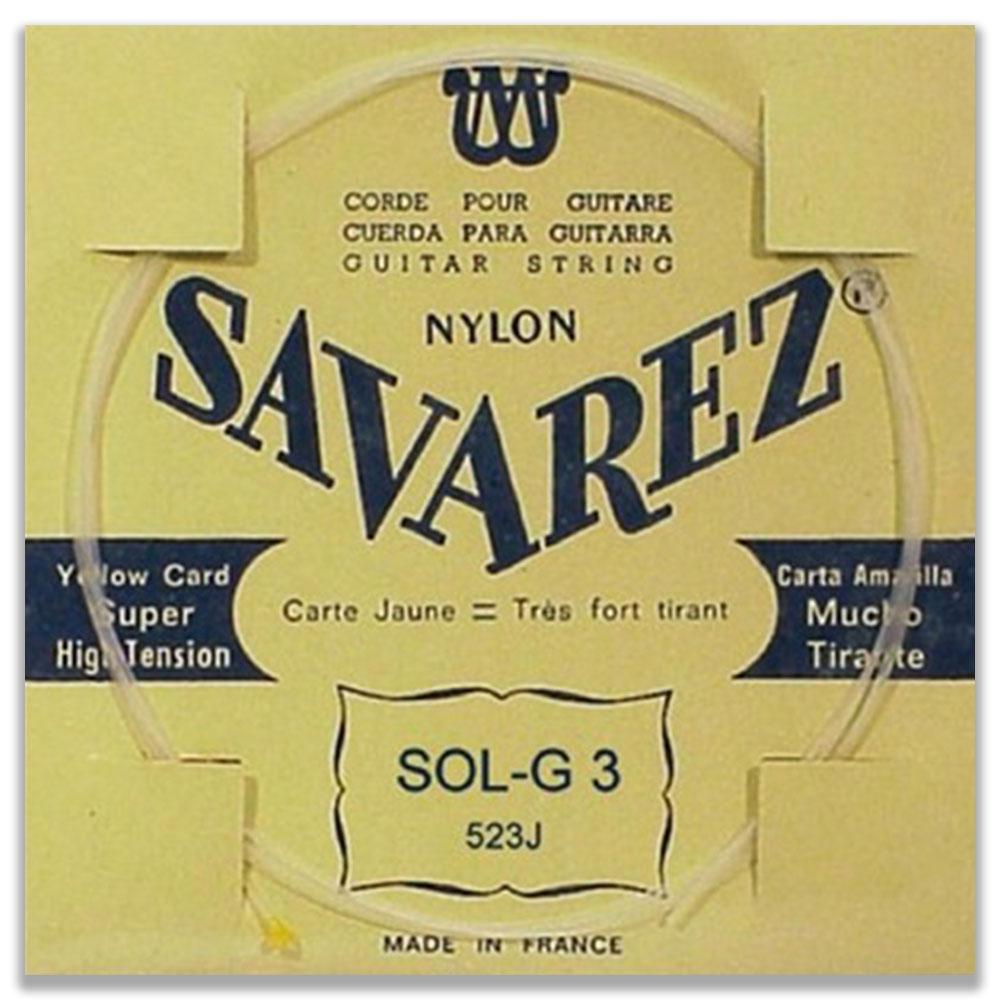 CORDE POUR GUITARE
CUERDA PARA GUITARRA
GUITAR STRING
NYLON
SAVAREZ®
Yellow Card
Super
High Tension
Carte Jaune = Très fort tirant
Carta Amarilla
Mucho
Tirante
SOL-G 3
523J
MADE IN FRANCE